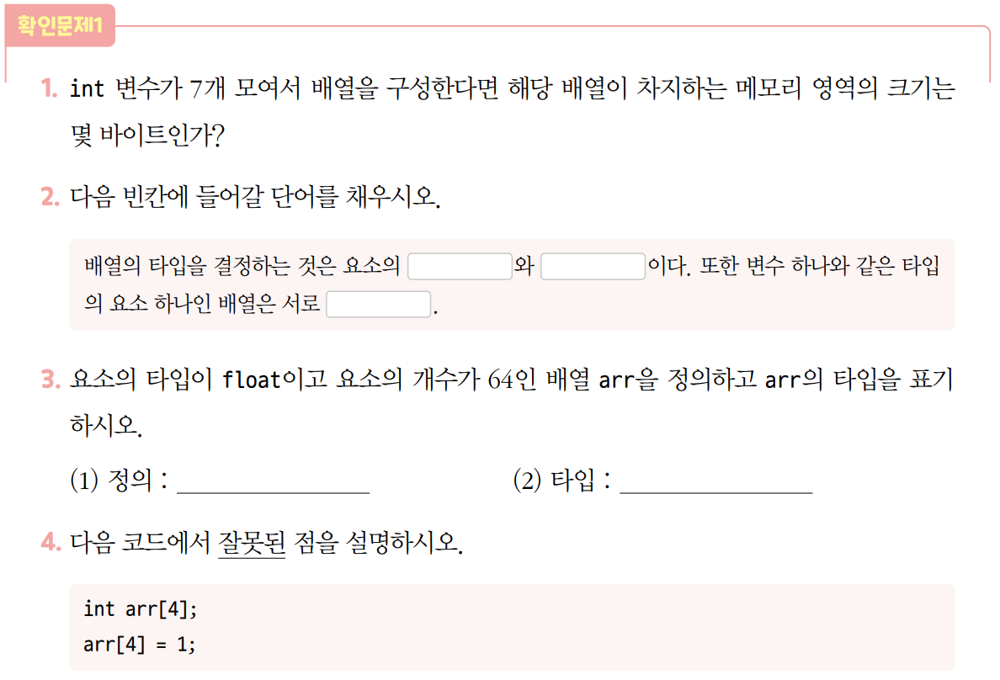 확인문제1
1. int 변수가 7개 모여서 배열을 구성한다면 해당 배열이 차지하는 메모리 영역의 크기는
몇 바이트인가?
2. 다음 빈칸에 들어갈 단어를 채우시오.
배열의 타입을 결정하는 것은 요소의 와 이다. 또한 변수 하나와 같은 타입
의 요소 하나인 배열은 서로 .
3. 요소의 타입이 float이고 요소의 개수가 64인 배열 arr을 정의하고 arr의 타입을 표기
하시오.
(1) 정의 : (2) 타입 :
4. 다음 코드에서 잘못된 점을 설명하시오.
int arr[4];
arr[4] = 1;